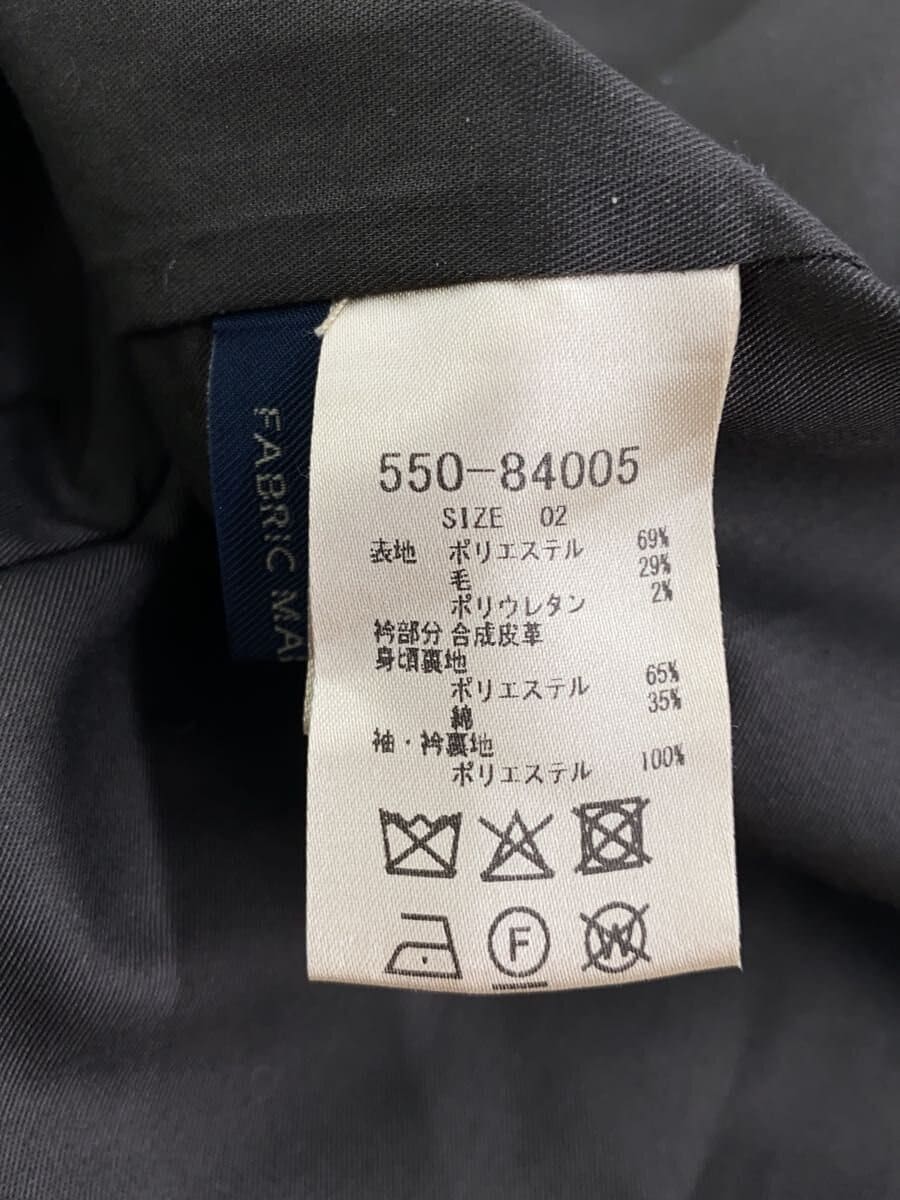 FABRIC MA
550-84005
SIZE 02
表地 ポリエステル 69%
毛 29%
ポリウレタン 2%
衿部分 合成皮革
身頃裏地
ポリエステル 65%
綿 35%
袖・衿裏地
ポリエステル 100%
F
W